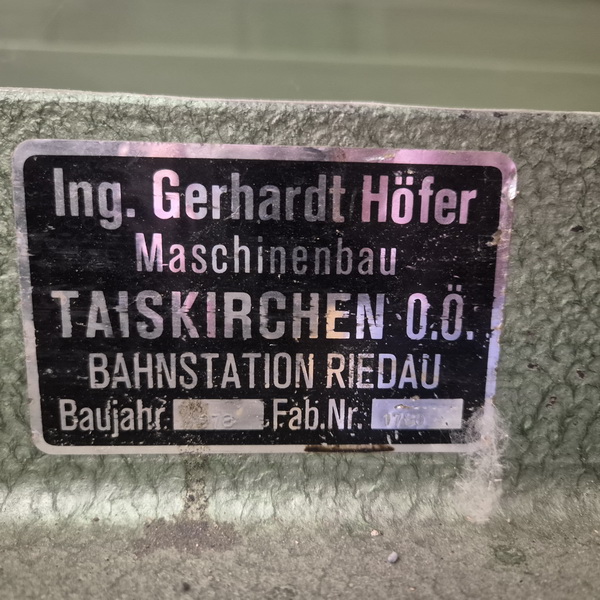 Ing. Gerhardt Höfer
Maschinenbau
TAISKIRCHEN O.Ö.
BAHNSTATION RIEDAU
Baujahr Fab.Nr.